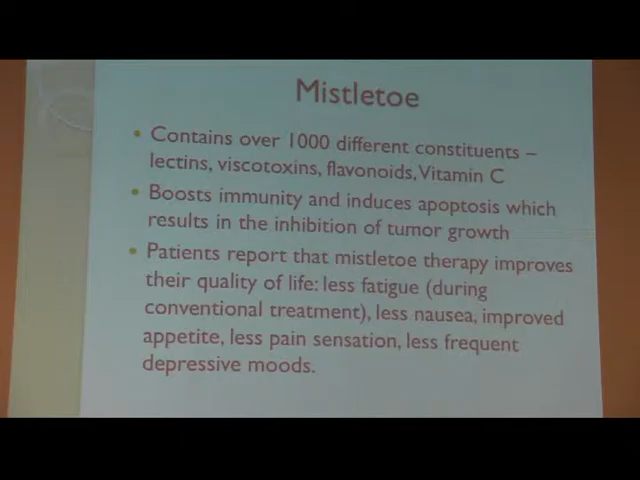 Mistletoe
• Contains over 1000 different constituents –
lectins, viscotoxins, flavonoids, Vitamin C
• Boosts immunity and induces apoptosis which
results in the inhibition of tumor growth
• Patients report that mistletoe therapy improves
their quality of life: less fatigue (during
conventional treatment), less nausea, improved
appetite, less pain sensation, less frequent
depressive moods.